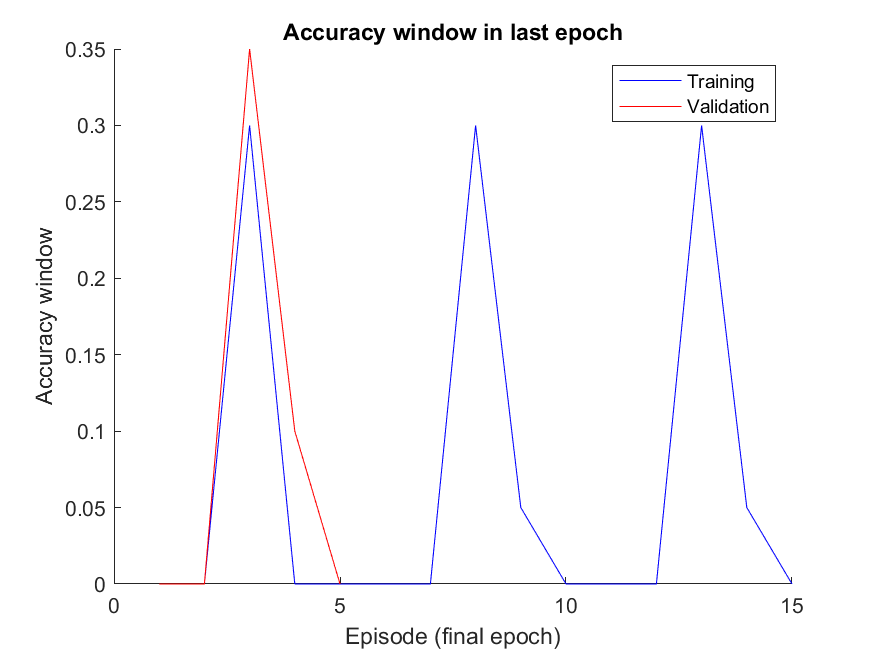 Accuracy window in last epoch
0.35
0.3
0.25
0.2
0.15
0.1
0.05
0
Accuracy window
Training
Validation
0 5 10 15
Episode (final epoch)